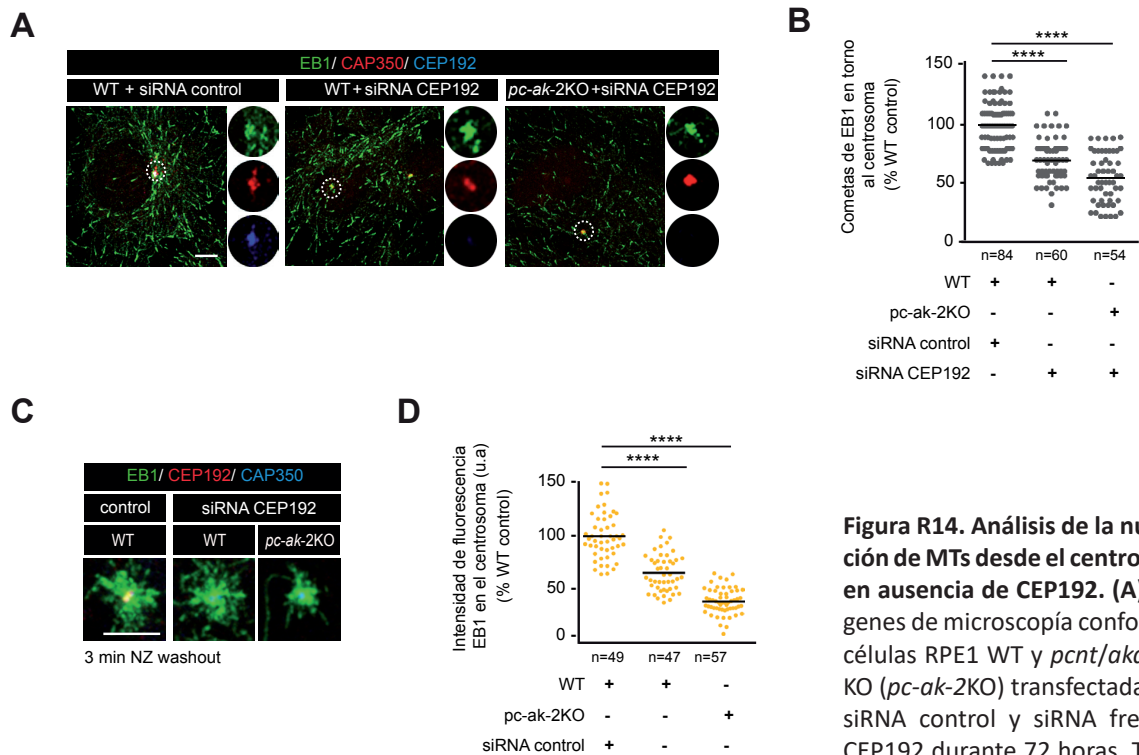 A
EB1/ CAP350/ CEP192
WT + siRNA control
WT+siRNA CEP192
pc-ak-2KO+siRNA CEP192
B
Cometas de EB1 en torno
al centrosoma
(% WT control)
150
100
50
0
****
****
n=84 n=60 n=54
WT + + -
pc-ak-2KO - - +
siRNA control + - -
siRNA CEP192 - + +
C
EB1/ CEP192/ CAP350
control siRNA CEP192
WT WT pc-ak-2KO
3 min NZ washout
D
Intensidad de fluorescencia
EB1 en el centrosoma (u.a)
(% WT control)
150
100
50
0
****
****
n=49 n=47 n=57
WT + + -
pc-ak-2KO - - +
siRNA control + - -
Figura R14. Análisis de la nu
ción de MTs desde el centro
en ausencia de CEP192. (A)
genes de microscopía confo
células RPE1 WT y pcnt/aka
KO (pc-ak-2KO) transfectada
siRNA control y siRNA fre
CEP192 durante 72 horas. T